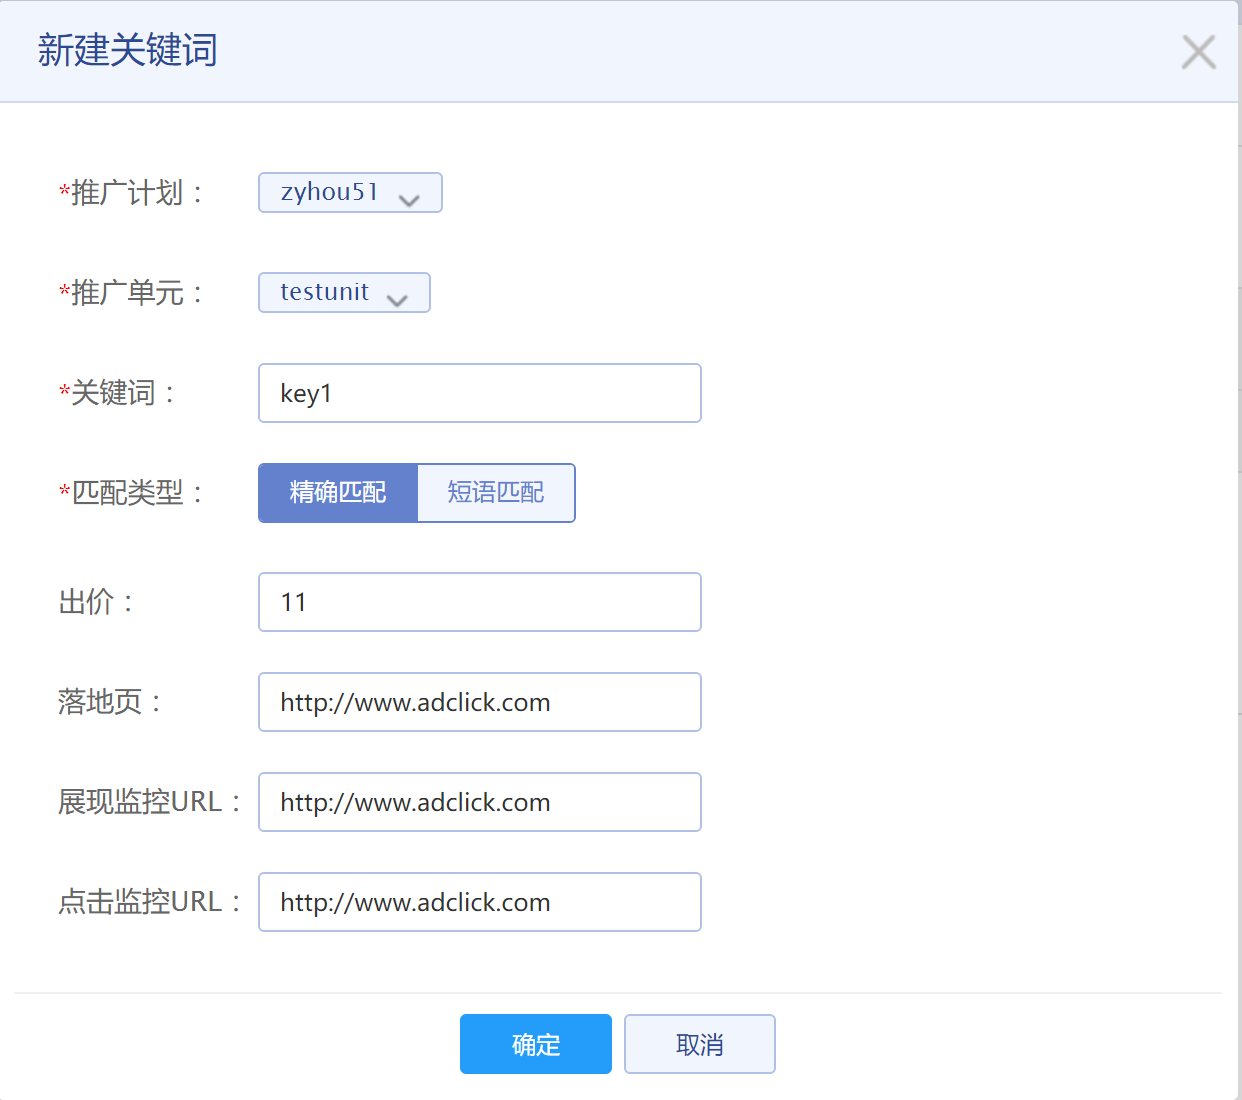 新建关键词
*推广计划： zyhou51
*推广单元： testunit
*关键词： key1
*匹配类型： 精确匹配 短语匹配
出价： 11
落地页： http://www.adclick.com
展现监控URL： http://www.adclick.com
点击监控URL： http://www.adclick.com
确定 取消